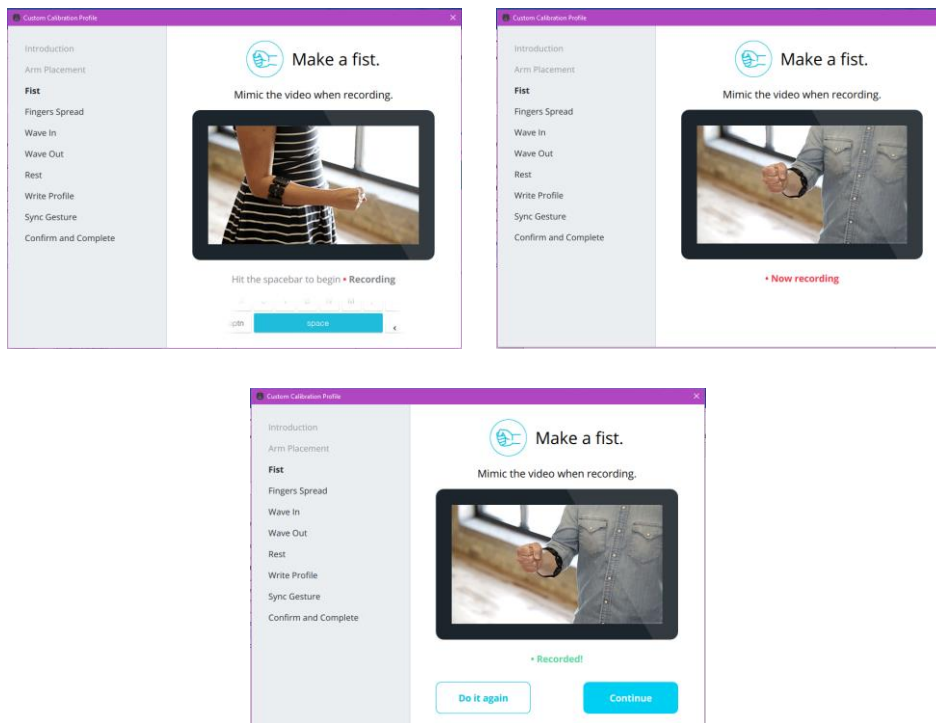 Custom Calibration Profile
Introduction
Arm Placement
Fist
Fingers Spread
Wave In
Wave Out
Rest
Write Profile
Sync Gesture
Confirm and Complete
Make a fist.
Mimic the video when recording.
Hit the spacebar to begin • Recording
space
Custom Calibration Profile
Introduction
Arm Placement
Fist
Fingers Spread
Wave In
Wave Out
Rest
Write Profile
Sync Gesture
Confirm and Complete
Make a fist.
Mimic the video when recording.
• Now recording
Custom Calibration Profile
Introduction
Arm Placement
Fist
Fingers Spread
Wave In
Wave Out
Rest
Write Profile
Sync Gesture
Confirm and Complete
Make a fist.
Mimic the video when recording.
• Recorded!
Do it again
Continue